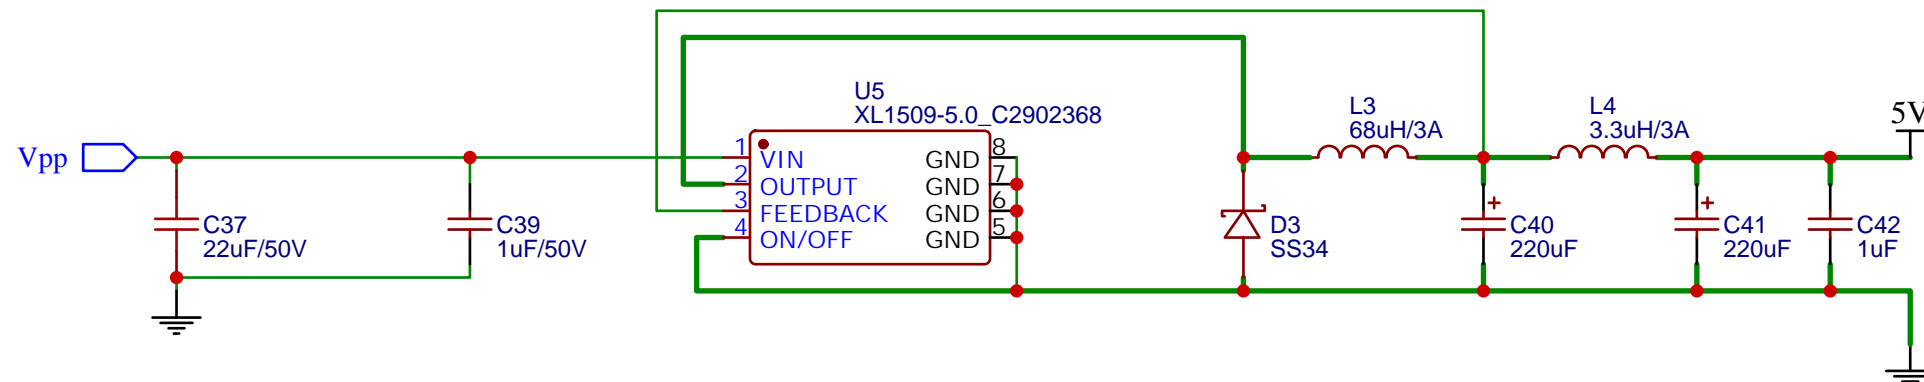 U5
XL1509-5.0_C2902368
Vpp
1
VIN
2
OUTPUT
3
FEEDBACK
4
ON/OFF
GND
8
GND
7
GND
6
GND
5
L3
68uH/3A
L4
3.3uH/3A
5V
C37
22uF/50V
C39
1uF/50V
D3
SS34
+
C40
220uF
+
C41
220uF
C42
1uF